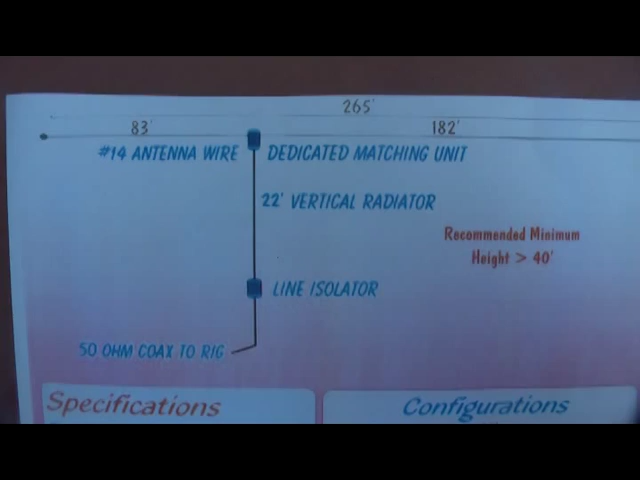 265'
83' 182'
#14 ANTENNA WIRE DEDICATED MATCHING UNIT
22' VERTICAL RADIATOR
Recommended Minimum
Height > 40'
LINE ISOLATOR
50 OHM COAX TO RIG
Specifications Configurations